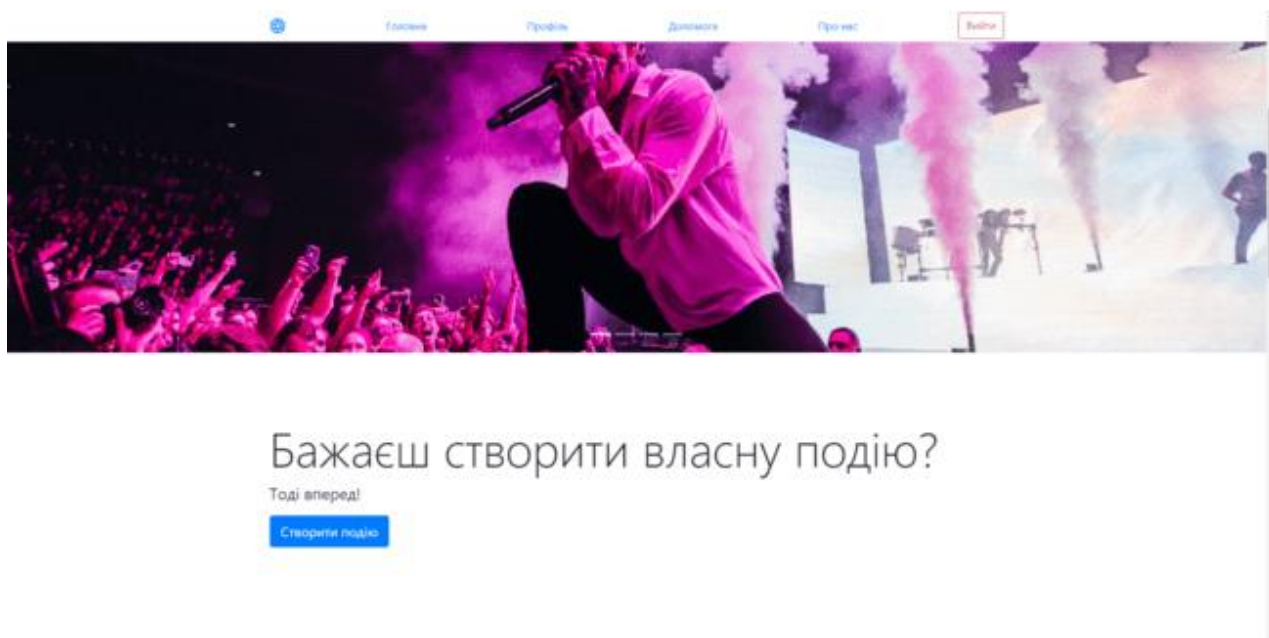 Головна Профіль Допомога Про нас Вийти
Бажаєш створити власну подію?
Тоді вперед!
Створити подію